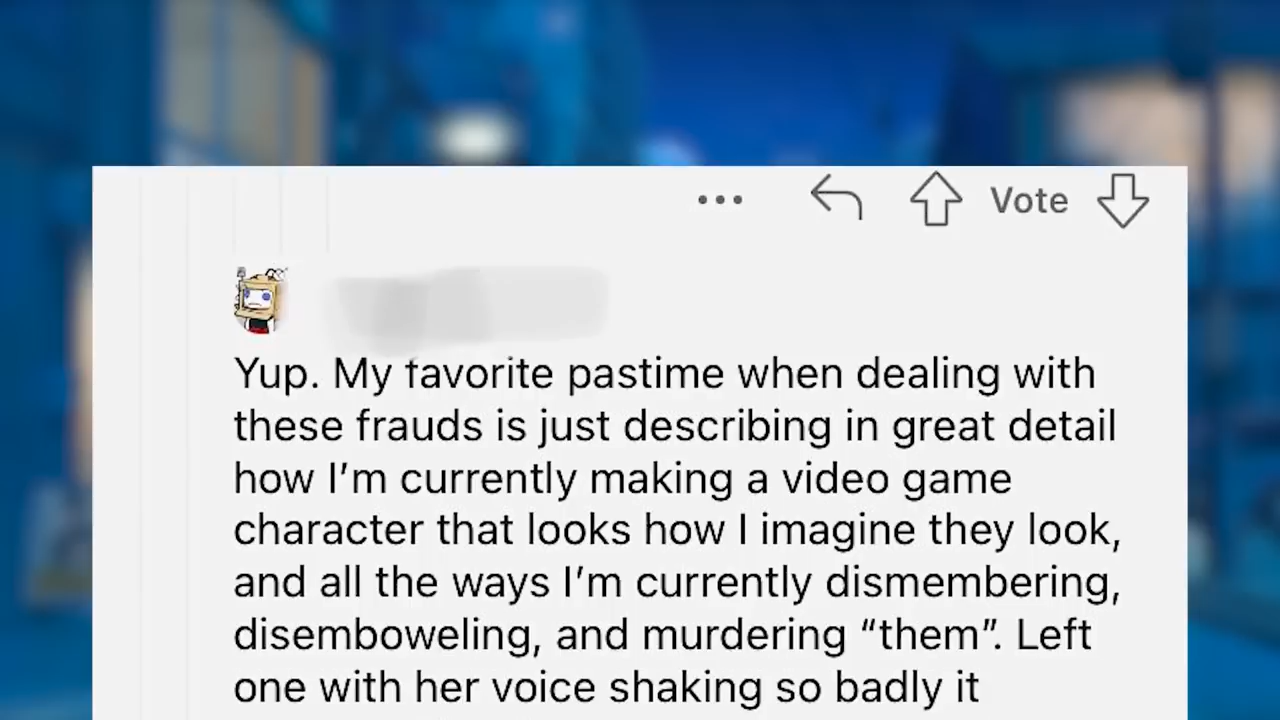 Vote
Yup. My favorite pastime when dealing with
these frauds is just describing in great detail
how I’m currently making a video game
character that looks how I imagine they look,
and all the ways I’m currently dismembering,
disemboweling, and murdering “them”. Left
one with her voice shaking so badly it